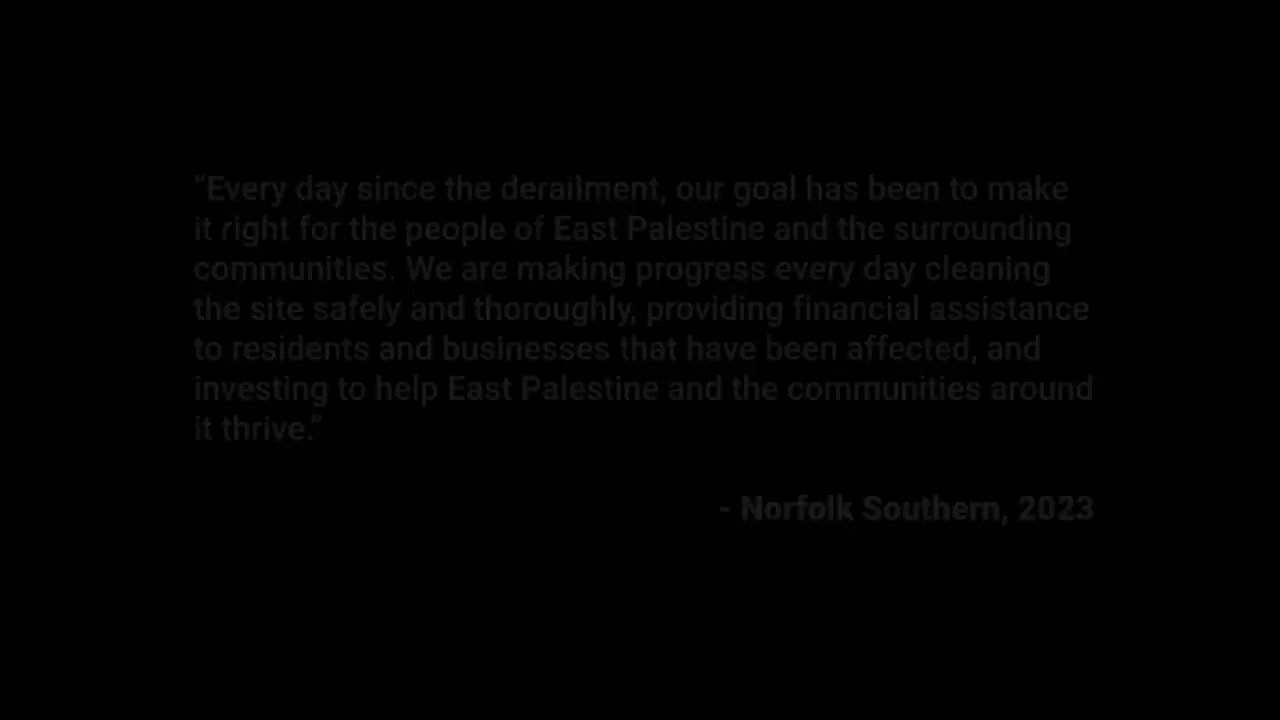 “Every day since the derailment, our goal has been to make
it right for the people of East Palestine and the surrounding
communities. We are making progress every day cleaning
the site safely and thoroughly, providing financial assistance
to residents and businesses that have been affected, and
investing to help East Palestine and the communities around
it thrive.”
- Norfolk Southern, 2023